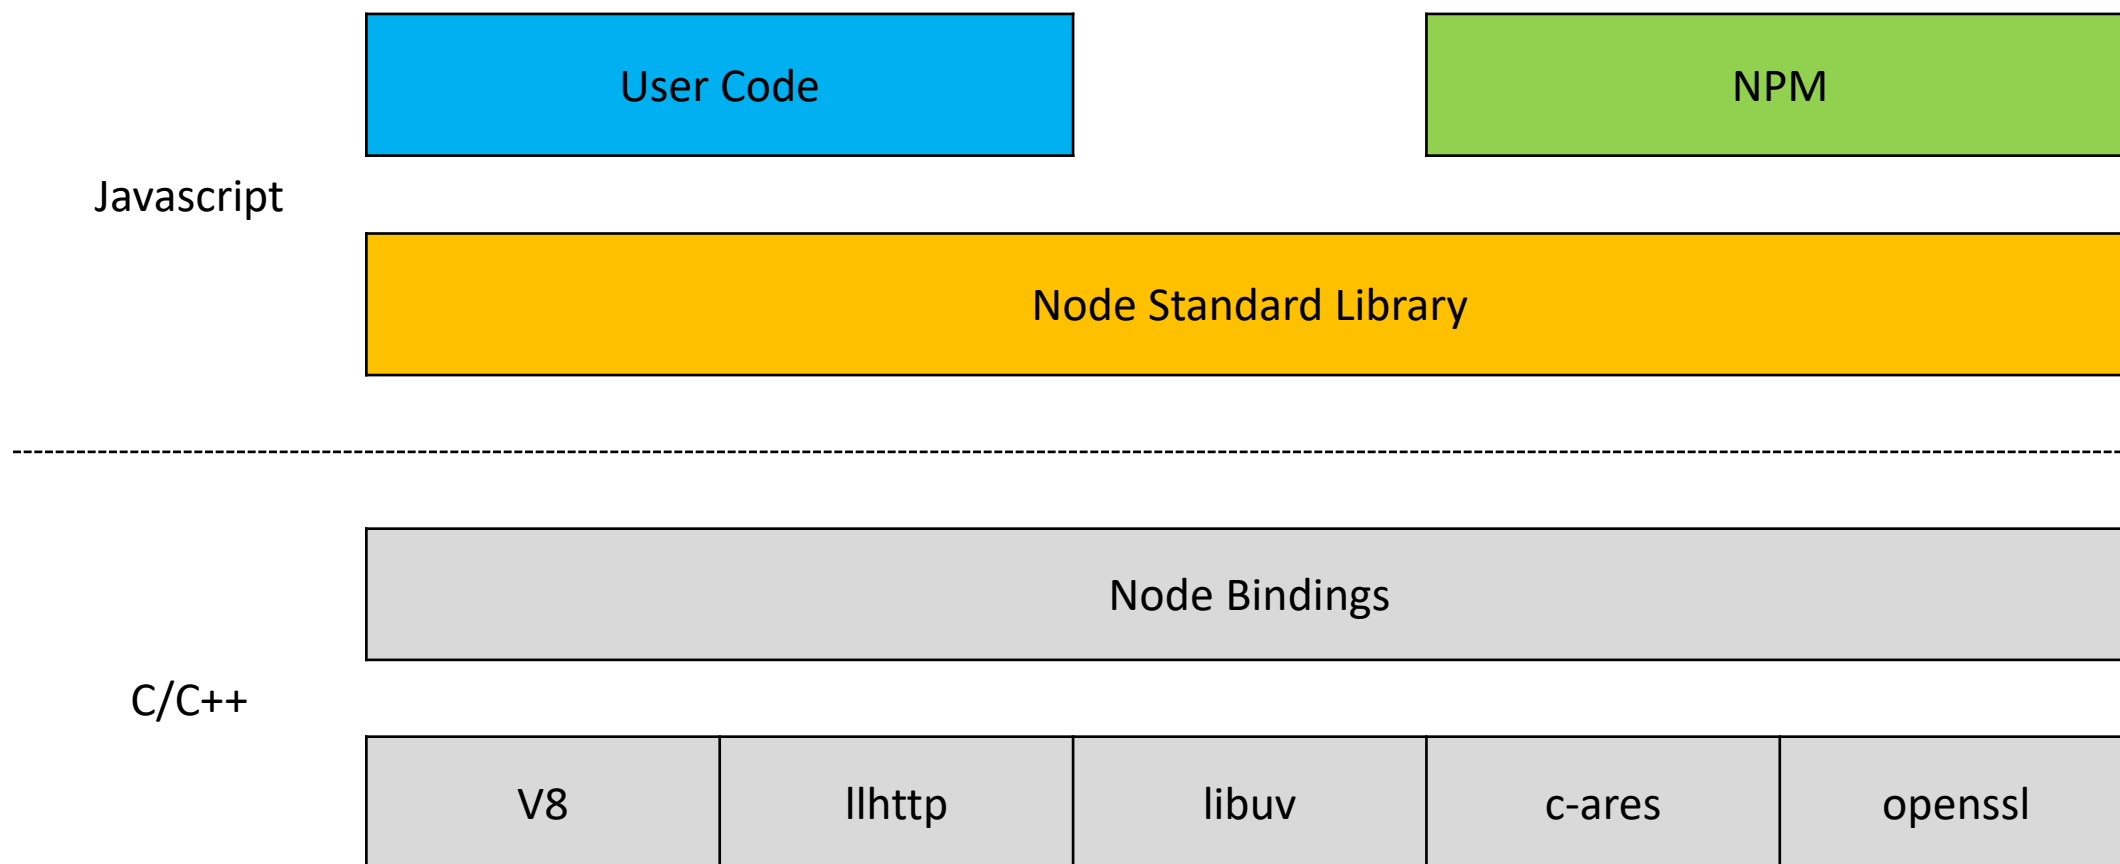 User Code
NPM
Javascript
Node Standard Library
Node Bindings
C/C++
V8
llhttp
libuv
c-ares
openssl